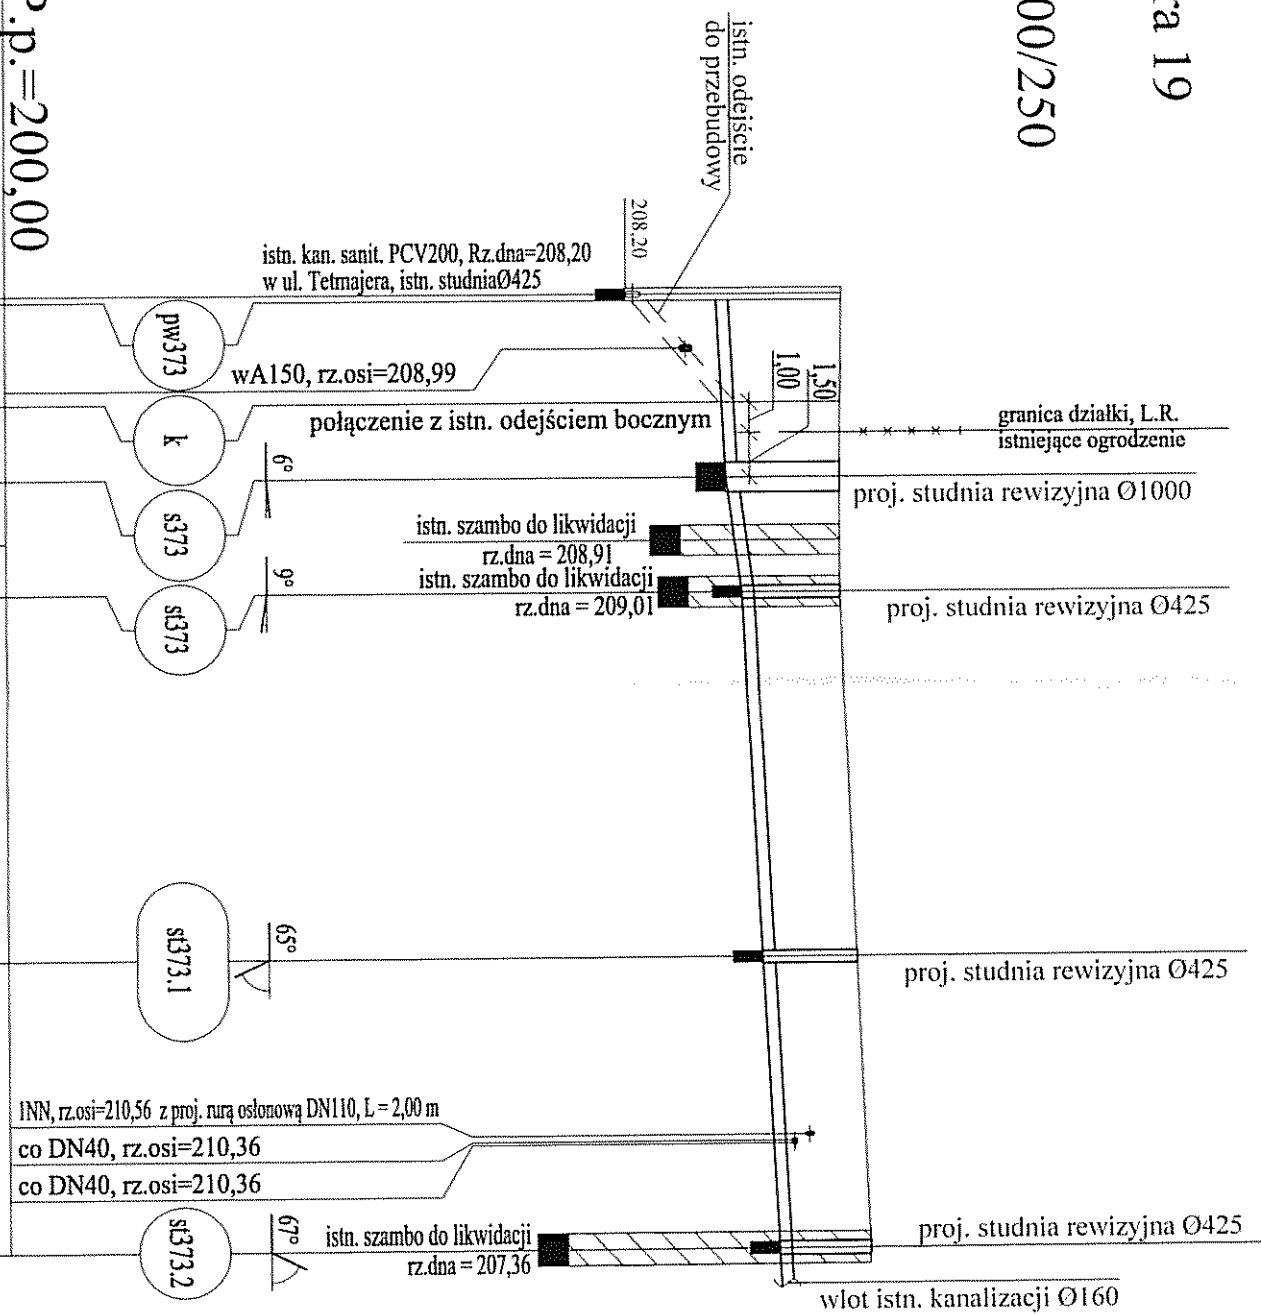 ra 19
00/250
P.p.=200,00
istn. odejście
do przebudowy
208,20
istn. kan. sanit. PCV200, Rz.dna=208,20
w ul. Tetmajera, istn. studniaØ425
pw373
wA150, rz.osi=208,99
1,50
1,00
k
połączenie z istn. odejściem bocznym
granica działki, L.R.
istniejące ogrodzenie
6°
proj. studnia rewizyjna Ø1000
s373
istn. szambo do likwidacji
rz.dna = 208,91
9°
istn. szambo do likwidacji
rz.dna = 209,01
proj. studnia rewizyjna Ø425
st373
st373.1
65°
proj. studnia rewizyjna Ø425
1NN, rz.osi=210,56 z proj. rurą osłonową DN110, L = 2,00 m
co DN40, rz.osi=210,36
co DN40, rz.osi=210,36
st373.2
67°
istn. szambo do likwidacji
rz.dna = 207,36
proj. studnia rewizyjna Ø425
wlot istn. kanalizacji Ø160